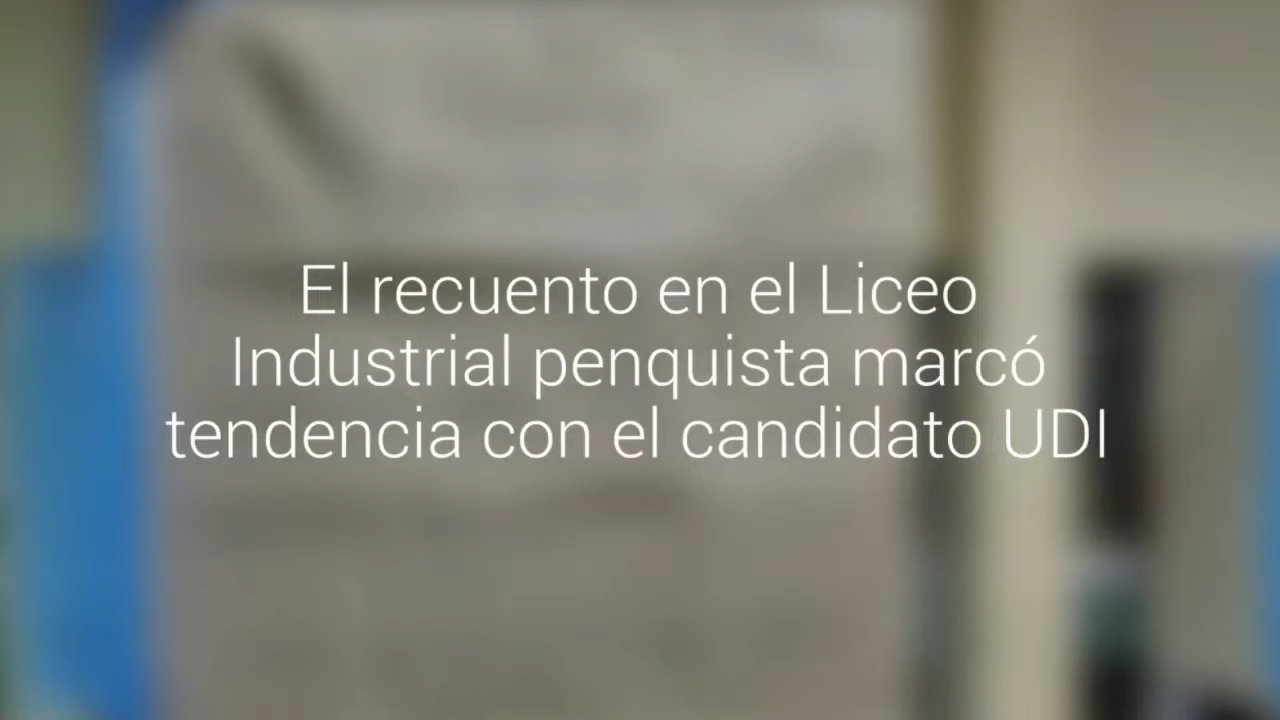 El recuento en el Liceo
Industrial penquista marcó
tendencia con el candidato UDI